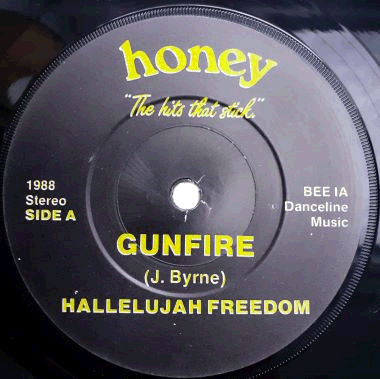 honey
"The hits that stick."
1988
Stereo
SIDE A
BEE IA
Danceline
Music
GUNFIRE
(J. Byrne)
HALLELUJAH FREEDOM